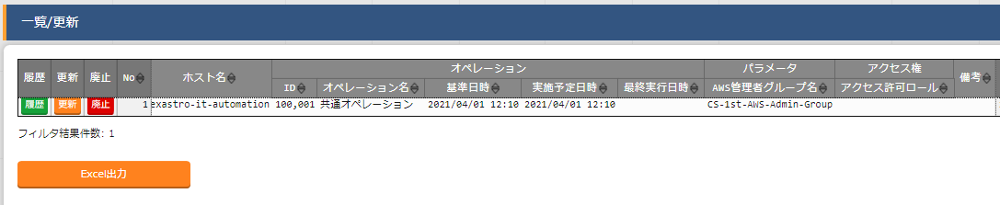 一覧/更新
履歴 更新 廃止 No ホスト名 オペレーション パラメータ アクセス権 備考
ID オペレーション名 基準日時 実施予定日時 最終実行日時 AWS管理者グループ名 アクセス許可ロール
履歴 更新 廃止 1 exastro-it-automation 100,001 共通オペレーション 2021/04/01 12:10 2021/04/01 12:10 CS-1st-AWS-Admin-Group
フィルタ結果件数: 1
Excel出力